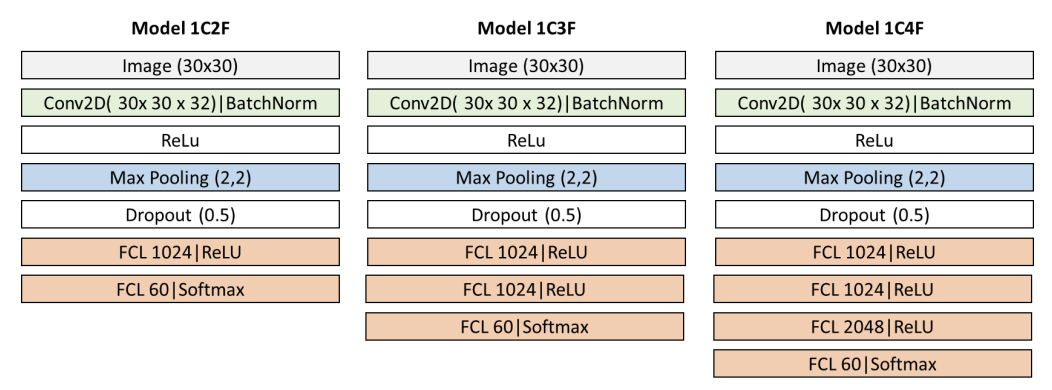 Model 1C2F
Image (30x30)
Conv2D( 30x 30 x 32)|BatchNorm
ReLu
Max Pooling (2,2)
Dropout (0.5)
FCL 1024|ReLU
FCL 60|Softmax
Model 1C3F
Image (30x30)
Conv2D( 30x 30 x 32)|BatchNorm
ReLu
Max Pooling (2,2)
Dropout (0.5)
FCL 1024|ReLU
FCL 1024|ReLU
FCL 60|Softmax
Model 1C4F
Image (30x30)
Conv2D( 30x 30 x 32)|BatchNorm
ReLu
Max Pooling (2,2)
Dropout (0.5)
FCL 1024|ReLU
FCL 1024|ReLU
FCL 2048|ReLU
FCL 60|Softmax